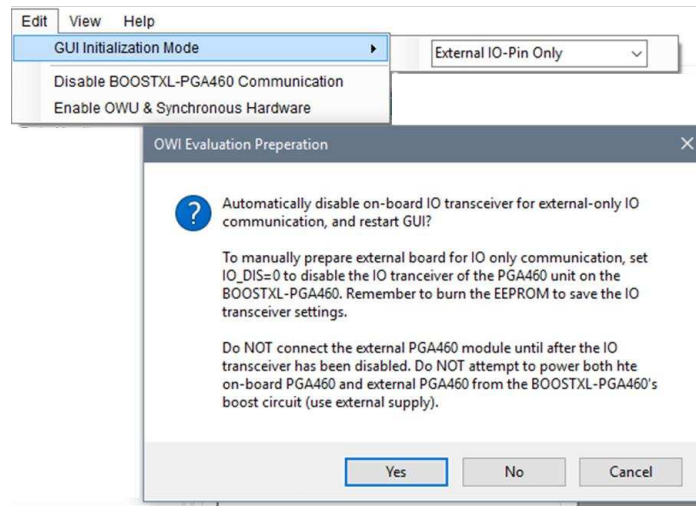 Edit View Help
GUI Initialization Mode
External IO-Pin Only
Disable BOOSTXL-PGA460 Communication
Enable OWU & Synchronous Hardware
OWI Evaluation Preperation
Automatically disable on-board IO transceiver for external-only IO
communication, and restart GUI?
To manually prepare external board for IO only communication, set
IO_DIS=0 to disable the IO tranceiver of the PGA460 unit on the
BOOSTXL-PGA460. Remember to burn the EEPROM to save the IO
transceiver settings.
Do NOT connect the external PGA460 module until after the IO
transceiver has been disabled. Do NOT attempt to power both hte
on-board PGA460 and external PGA460 from the BOOSTXL-PGA460's
boost circuit (use external supply).
Yes No Cancel